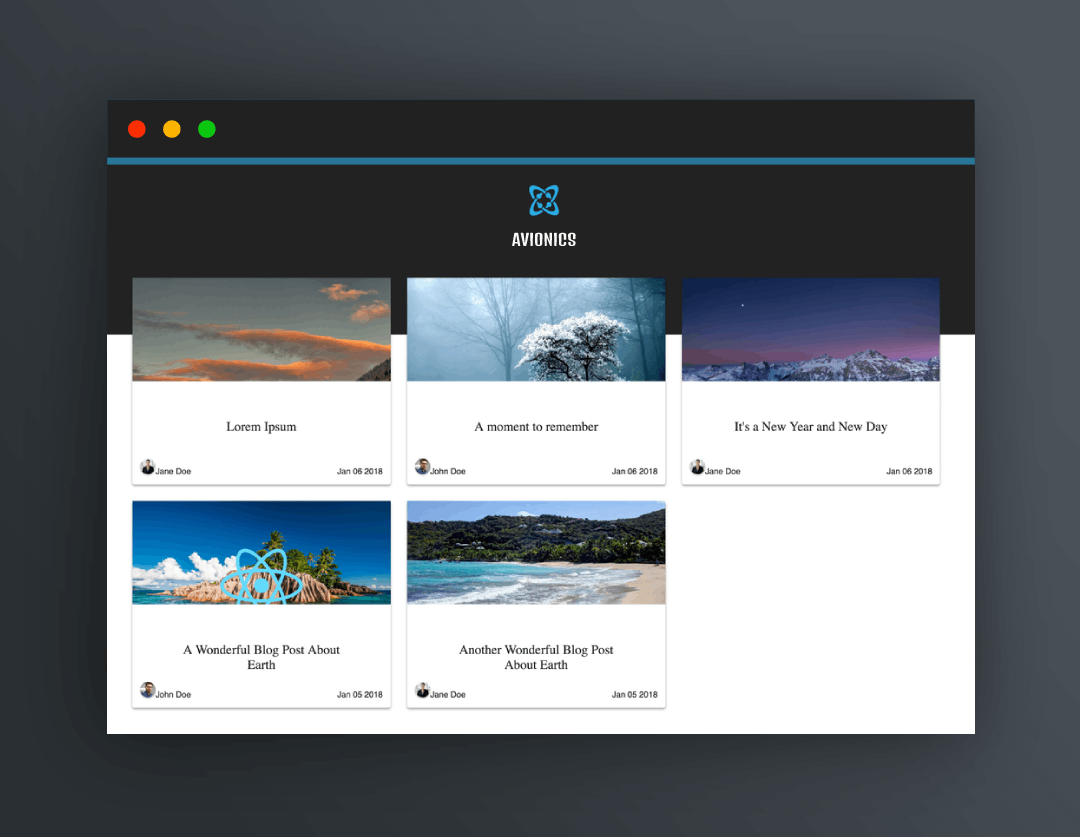 AVIONICS
Lorem Ipsum
Jane Doe
Jan 06 2018
A moment to remember
John Doe
Jan 06 2018
It's a New Year and New Day
Jane Doe
Jan 06 2018
A Wonderful Blog Post About
Earth
John Doe
Jan 05 2018
Another Wonderful Blog Post
About Earth
Jane Doe
Jan 05 2018